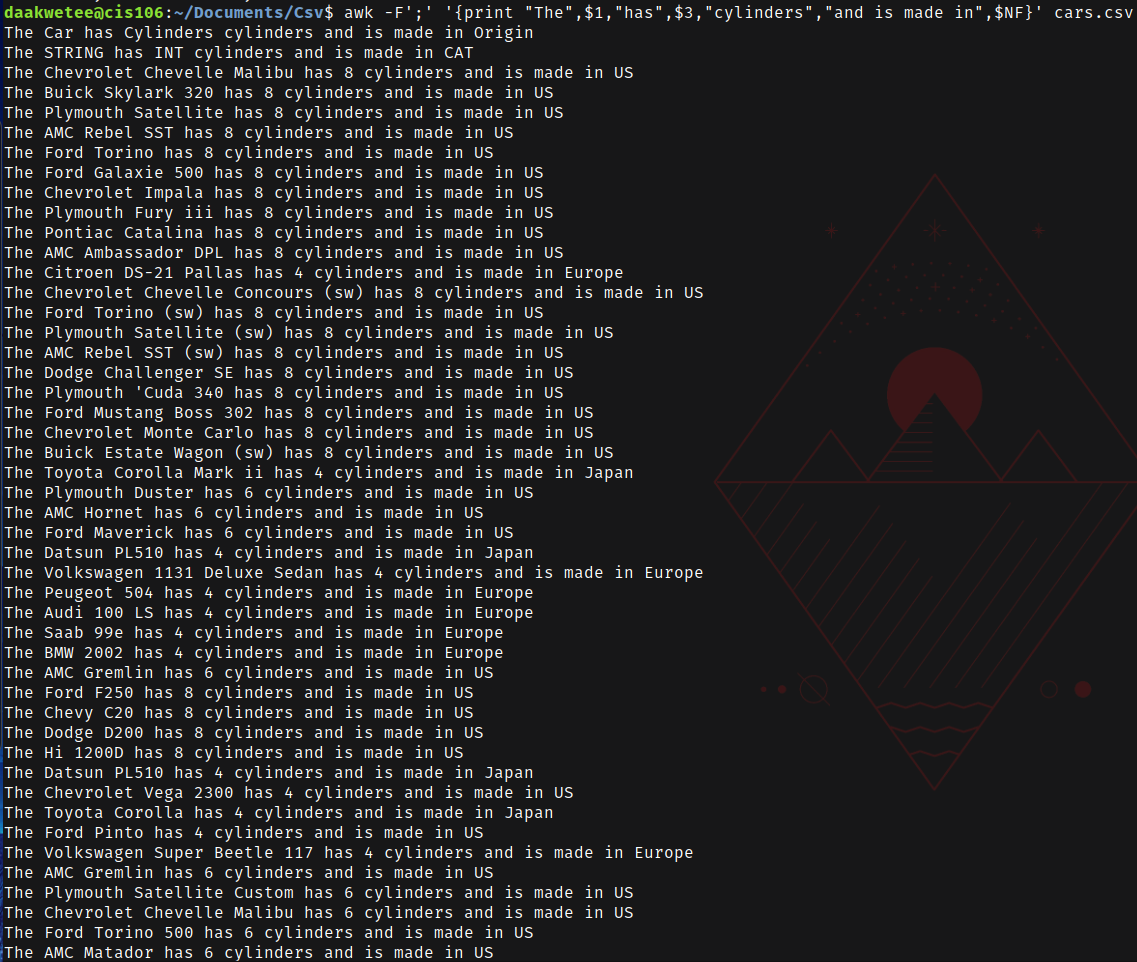 daakwetee@cis106:~/Documents/Csv$ awk -F';' '{print "The",$1,"has",$3,"cylinders","and is made in",$NF}' cars.csv
The Car has Cylinders cylinders and is made in Origin
The STRING has INT cylinders and is made in CAT
The Chevrolet Chevelle Malibu has 8 cylinders and is made in US
The Buick Skylark 320 has 8 cylinders and is made in US
The Plymouth Satellite has 8 cylinders and is made in US
The AMC Rebel SST has 8 cylinders and is made in US
The Ford Torino has 8 cylinders and is made in US
The Ford Galaxie 500 has 8 cylinders and is made in US
The Chevrolet Impala has 8 cylinders and is made in US
The Plymouth Fury iii has 8 cylinders and is made in US
The Pontiac Catalina has 8 cylinders and is made in US
The AMC Ambassador DPL has 8 cylinders and is made in US
The Citroen DS-21 Pallas has 4 cylinders and is made in Europe
The Chevrolet Chevelle Concours (sw) has 8 cylinders and is made in US
The Ford Torino (sw) has 8 cylinders and is made in US
The Plymouth Satellite (sw) has 8 cylinders and is made in US
The AMC Rebel SST (sw) has 8 cylinders and is made in US
The Dodge Challenger SE has 8 cylinders and is made in US
The Plymouth 'Cuda 340 has 8 cylinders and is made in US
The Ford Mustang Boss 302 has 8 cylinders and is made in US
The Chevrolet Monte Carlo has 8 cylinders and is made in US
The Buick Estate Wagon (sw) has 8 cylinders and is made in US
The Toyota Corolla Mark ii has 4 cylinders and is made in Japan
The Plymouth Duster has 6 cylinders and is made in US
The AMC Hornet has 6 cylinders and is made in US
The Ford Maverick has 6 cylinders and is made in US
The Datsun PL510 has 4 cylinders and is made in Japan
The Volkswagen 1131 Deluxe Sedan has 4 cylinders and is made in Europe
The Peugeot 504 has 4 cylinders and is made in Europe
The Audi 100 LS has 4 cylinders and is made in Europe
The Saab 99e has 4 cylinders and is made in Europe
The BMW 2002 has 4 cylinders and is made in Europe
The AMC Gremlin has 6 cylinders and is made in US
The Ford F250 has 8 cylinders and is made in US
The Chevy C20 has 8 cylinders and is made in US
The Dodge D200 has 8 cylinders and is made in US
The Hi 1200D has 8 cylinders and is made in US
The Datsun PL510 has 4 cylinders and is made in Japan
The Chevrolet Vega 2300 has 4 cylinders and is made in US
The Toyota Corolla has 4 cylinders and is made in Japan
The Ford Pinto has 4 cylinders and is made in US
The Volkswagen Super Beetle 117 has 4 cylinders and is made in Europe
The AMC Gremlin has 6 cylinders and is made in US
The Plymouth Satellite Custom has 6 cylinders and is made in US
The Chevrolet Chevelle Malibu has 6 cylinders and is made in US
The Ford Torino 500 has 6 cylinders and is made in US
The AMC Matador has 6 cylinders and is made in US